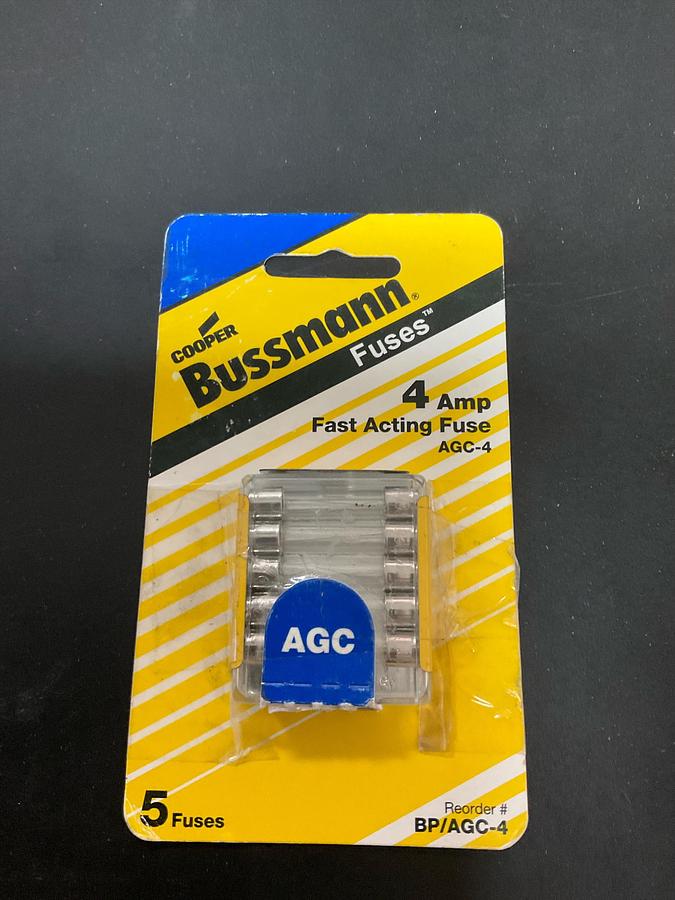 COOPER
Bussmann®
Fuses™
4 Amp
Fast Acting Fuse
AGC-4
AGC
5 Fuses
Reorder #
BP/AGC-4